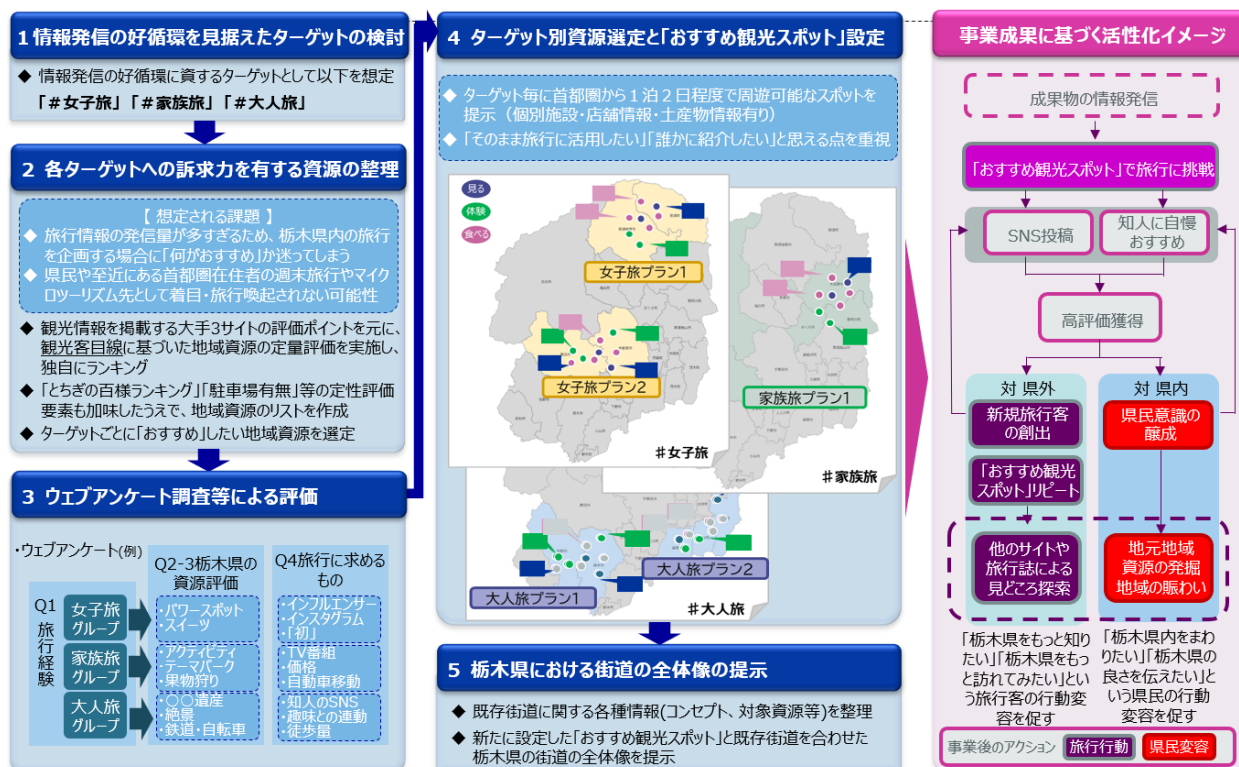 1 情報発信の好循環を見据えたターゲットの検討
◆ 情報発信の好循環に資するターゲットとして以下を想定
「＃女子旅」「＃家族旅」「＃大人旅」
2 各ターゲットへの訴求力を有する資源の整理
【 想定される課題 】
◆ 旅行情報の発信量が多すぎるため、栃木県内の旅行
を企画する場合に「何がおすすめ」か迷ってしまう
◆ 県民や至近にある首都圏在住者の週末旅行やマイク
ロツーリズム先として着目・旅行喚起されない可能性
◆ 観光情報を掲載する大手3サイトの評価ポイントを元に、
観光客目線に基づいた地域資源の定量評価を実施し、
独自にランキング
◆ 「とちぎの百様ランキング」「駐車場有無」等の定性評価
要素も加味したうえで、地域資源のリストを作成
◆ ターゲットごとに「おすすめ」したい地域資源を選定
3 ウェブアンケート調査等による評価
・ウェブアンケート(例)
Q2-3栃木県の
資源評価
Q4旅行に求める
もの
Q1
旅行経験
女子旅
グループ
・パワースポット
・スイーツ
・インフルエンサー
・インスタグラム
・「初」
家族旅
グループ
・アクティビティ
・テーマパーク
・果物狩り
・TV番組
・価格
・自動車移動
大人旅
グループ
・〇〇遺産
・絶景
・鉄道・自転車
・知人のSNS
・趣味との連動
・徒歩量
4 ターゲット別資源選定と「おすすめ観光スポット」設定
◆ ターゲット毎に首都圏から１泊２日程度で周遊可能なスポットを
提示（個別施設・店舗情報・土産物情報有り）
◆ 「そのまま旅行に活用したい」「誰かに紹介したい」と思える点を重視
見る
体験
食べる
女子旅プラン1
女子旅プラン2
＃女子旅
家族旅プラン1
＃家族旅
大人旅プラン2
大人旅プラン1
＃大人旅
5 栃木県における街道の全体像の提示
◆ 既存街道に関する各種情報(コンセプト、対象資源等)を整理
◆ 新たに設定した「おすすめ観光スポット」と既存街道を合わせた
栃木県の街道の全体像を提示
事業成果に基づく活性化イメージ
成果物の情報発信
「おすすめ観光スポット」で旅行に挑戦
SNS投稿
知人に自慢
おすすめ
高評価獲得
対 県外
対 県内
新規旅行客
の創出
県民意識の
醸成
「おすすめ観光
スポット」リピート
他のサイトや
旅行誌による
見どころ探索
地元地域
資源の発掘
地域の賑わい
「栃木県をもっと知り
たい」「栃木県をもっ
と訪れてみたい」とい
う旅行客の行動変
容を促す
「栃木県内をまわ
りたい」「栃木県の
良さを伝えたい」
という県民の行動
変容を促す
事業後のアクション
旅行行動
県民変容